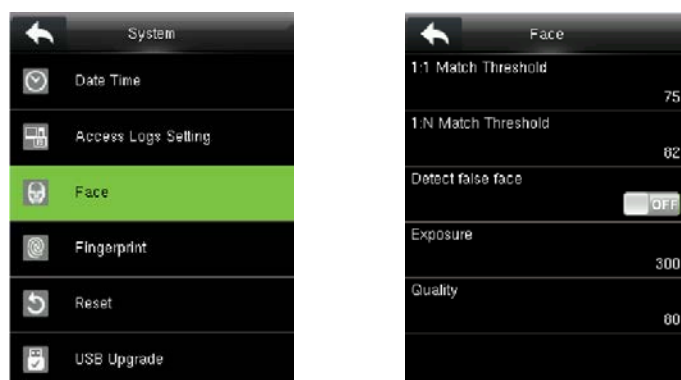 System
Date Time
Access Logs Setting
Face
Fingerprint
Reset
USB Upgrade
Face
1:1 Match Threshold
75
1:N Match Threshold
82
Detect false face
OFF
Exposure
300
Quality
80